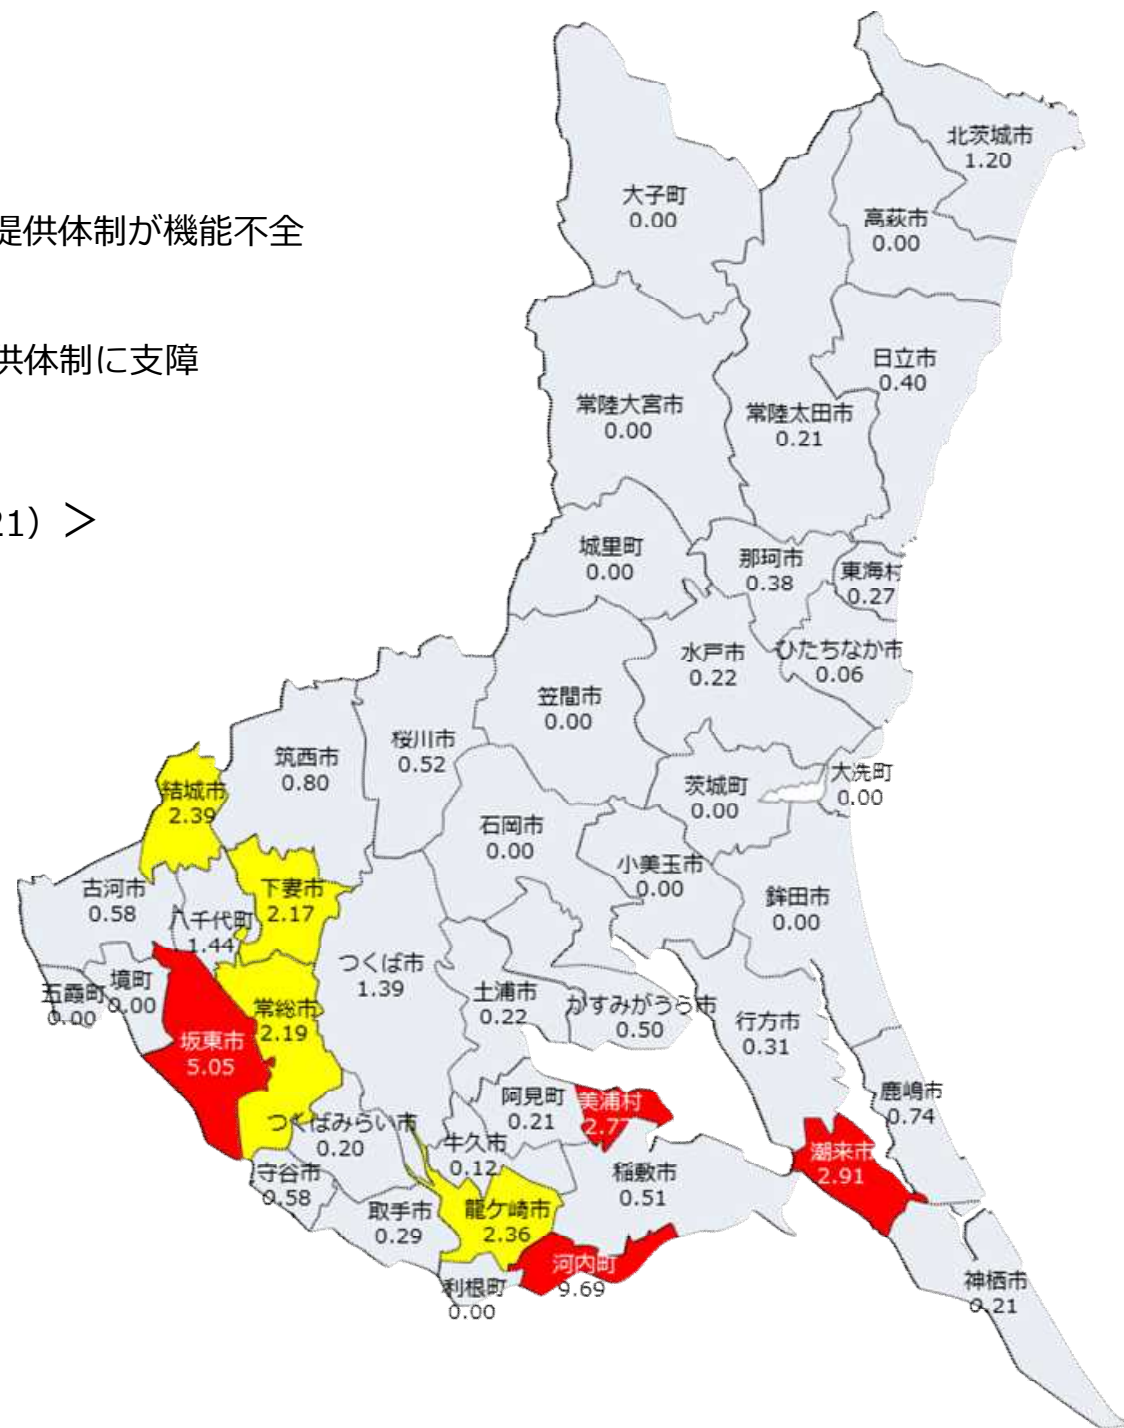 提供体制が機能不全
供体制に支障
21）＞
北茨城市
1.20
大子町
0.00
高萩市
0.00
日立市
0.40
常陸大宮市
0.00
常陸太田市
0.21
城里町
0.00
那珂市
0.38
東海村
0.27
水戸市
0.22
ひたちなか市
0.06
笠間市
0.00
桜川市
0.52
筑西市
0.80
結城市
2.39
茨城町
0.00
大洗町
0.00
石岡市
0.00
小美玉市
0.00
鉾田市
0.00
古河市
0.58
八千代町
1.44
下妻市
2.17
つくば市
1.39
土浦市
0.22
かすみがうら市
0.50
行方市
0.31
五霞町
0.00
境町
0.00
坂東市
5.05
常総市
2.19
阿見町
0.21
美浦村
2.77
鹿嶋市
0.74
つくばみらい市
0.20
牛久市
0.12
稲敷市
0.51
潮来市
2.91
守谷市
0.58
取手市
0.29
龍ケ崎市
2.36
河内町
9.69
利根町
0.00
神栖市
0.21